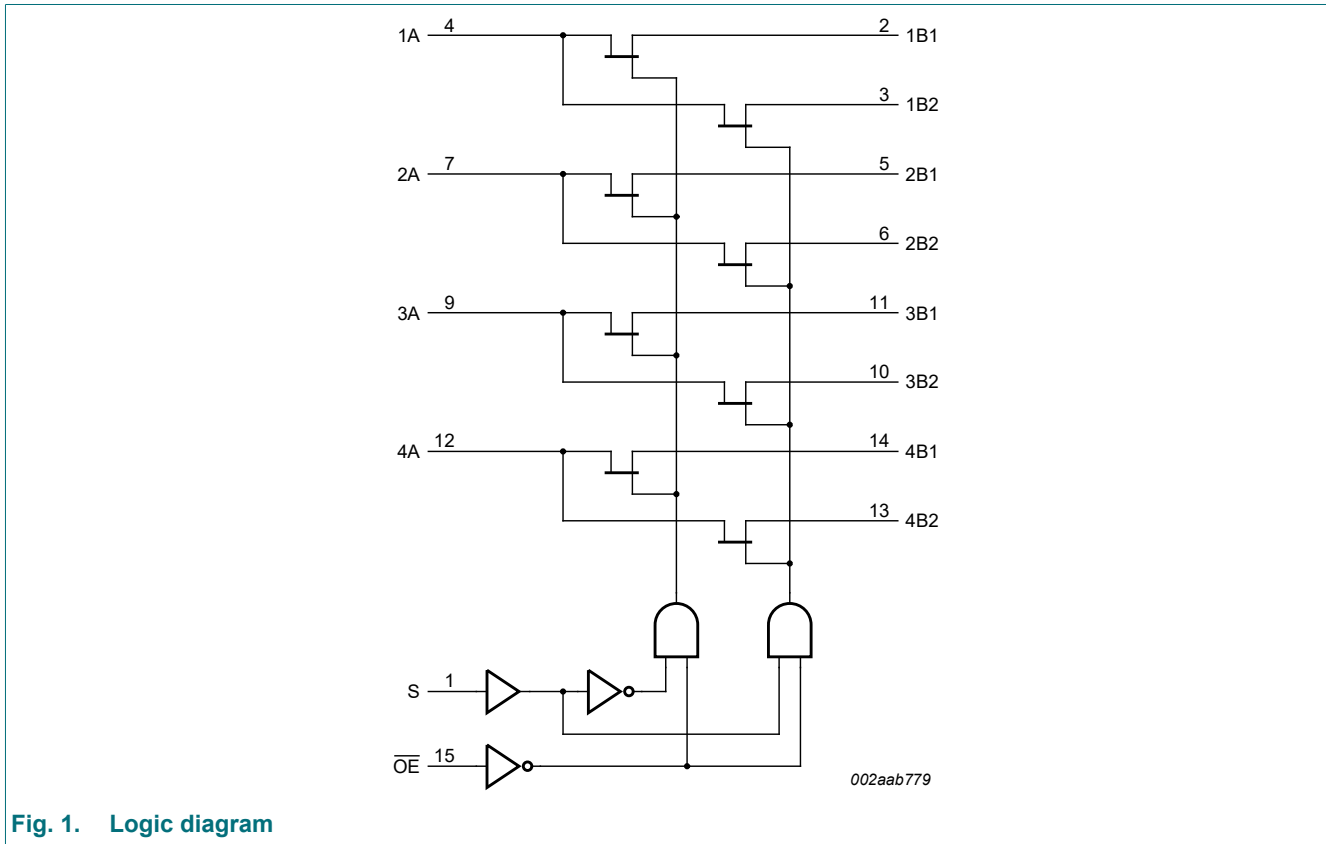 1A 4 2 1B1
3 1B2
2A 7 5 2B1
6 2B2
3A 9 11 3B1
10 3B2
4A 12 14 4B1
13 4B2
S 1
O̅E̅ 15
002aab779
Fig. 1. Logic diagram